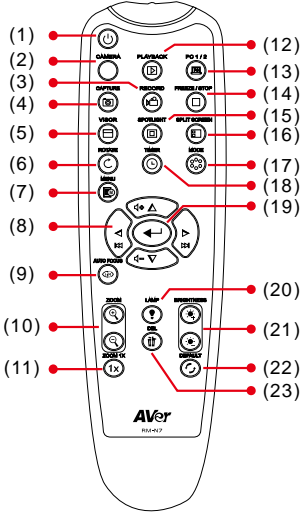 (1) (12)
PLAYBACK PC 1 / 2
(2) CAMERA (13)
(3) CAPTURE RECORD FREEZE / STOP (14)
(4) (15)
VISOR SPOTLIGHT SPLIT SCREEN
(5) (16)
ROTATE TIMER MODE
(6) (17)
MENU
(7) (18)
(8) (19)
AUTO FOCUS
(9)
ZOOM LAMP BRIGHTNESS (20)
(10) DEL (21)
ZOOM 1X DEFAULT
(11) 1x (22)
(23)
AVer
RM-N7